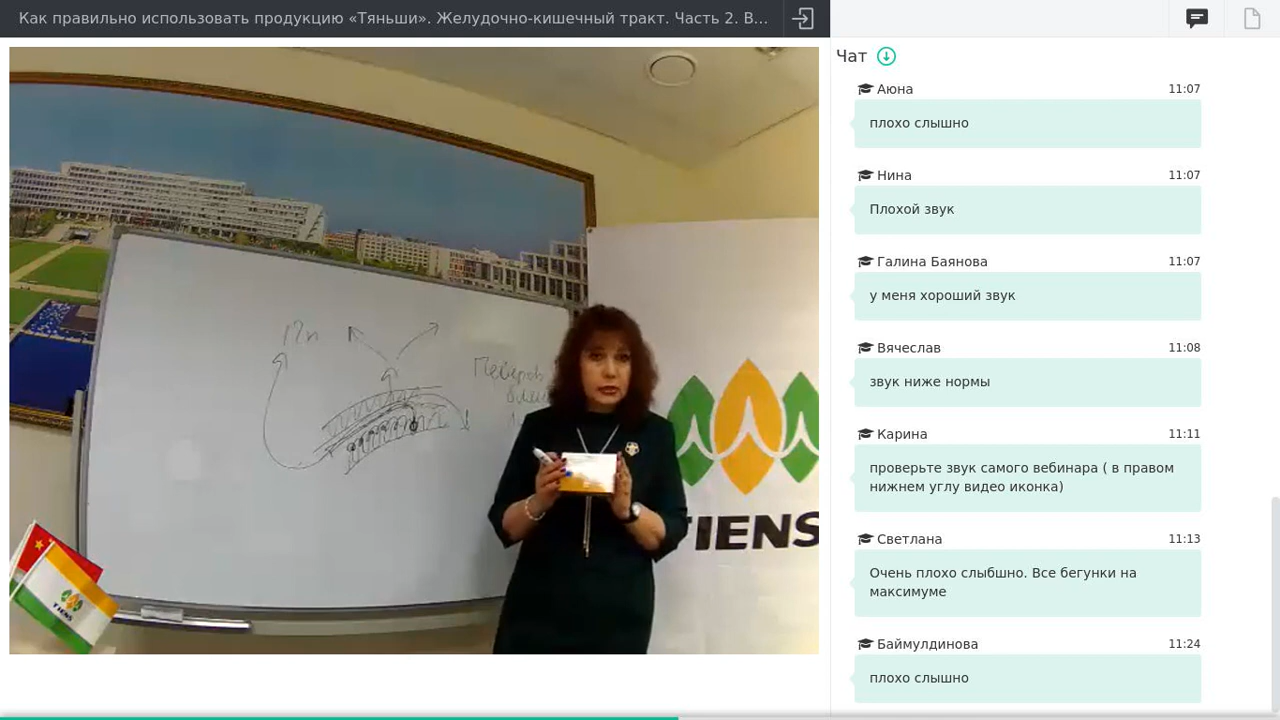 Как правильно использовать продукцию «Тяньши». Желудочно-кишечный тракт. Часть 2. В...
Чат
Аюна 11:07
плохо слышно
Нина 11:07
Плохой звук
Галина Баянова 11:07
у меня хороший звук
Вячеслав 11:08
звук ниже нормы
Карина 11:11
проверьте звук самого вебинара ( в правом
нижнем углу видео иконка)
Светлана 11:13
Очень плохо слыбшно. Все бегунки на
максимуме
Баймулдинова 11:24
плохо слышно
TIENS
TIENS